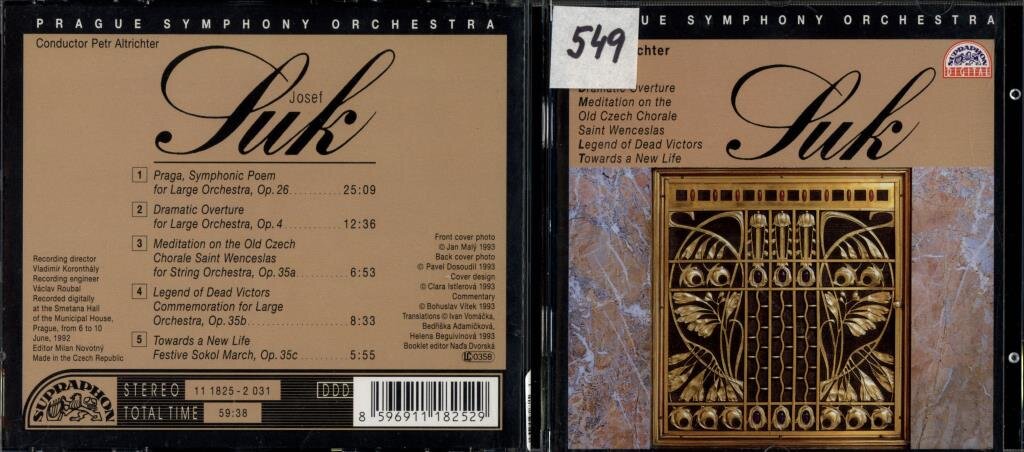 PRAGUE SYMPHONY ORCHESTRA
Conductor Petr Altrichter
Josef
Suk
1 Praga, Symphonic Poem
for Large Orchestra, Op.26 25:09
2 Dramatic Overture
for Large Orchestra, Op.4 12:36
3 Meditation on the Old Czech
Chorale Saint Wenceslas
for String Orchestra, Op.35a 6:53
4 Legend of Dead Victors
Commemoration for Large
Orchestra, Op.35b 8:33
5 Towards a New Life
Festive Sokol March, Op.35c 5:55
Recording director
Vladimír Koronthály
Recording engineer
Václav Roubal
Recorded digitally
at the Smetana Hall
of the Municipal House,
Prague, from 6 to 10
June, 1992
Editor Milan Novotný
Made in the Czech Republic
Front cover photo
© Jan Malý 1993
Back cover photo
© Pavel Dosoudil 1993
Cover design
© Clara Istlerová 1993
Commentary
© Bohuslav Vítek 1993
Translations © Ivan Vomáčka,
Bedřiška Adamičková,
Helena Beguivinová 1993
Booklet editor Naďa Dvorská
LC 0358
SUPRAPHON
STEREO 11 1825-2 031
TOTAL TIME 59:38
DDD
8 596911 182529
GUE SYMPHONY ORCHESTRA
549
chter
SUPRAPHON
DIGITAL
Dramatic Overture
Meditation on the
Old Czech Chorale
Saint Wenceslas
Legend of Dead Victors
Towards a New Life
Suk